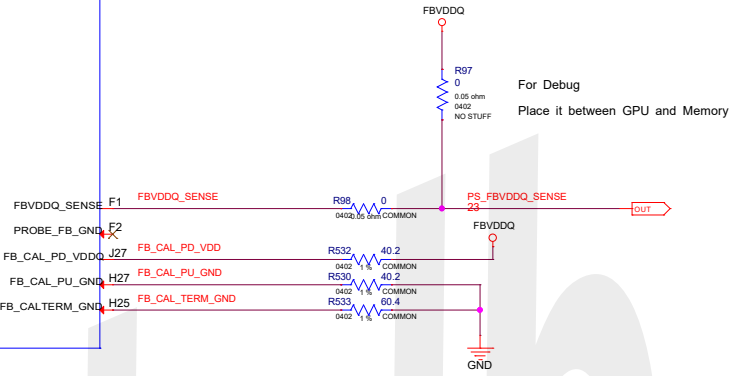 FBVDDQ
R97
0
0.05 ohm
0402
NO STUFF
For Debug
Place it between GPU and Memory
FBVDDQ_SENSE F1 FBVDDQ_SENSE R98 0 PS_FBVDDQ_SENSE
0402 0.05 ohm COMMON 23 OUT
PROBE_FB_GND F2
FBVDDQ
FB_CAL_PD_VDDQ J27 FB_CAL_PD_VDD R532 40.2
0402 1 % COMMON
FB_CAL_PU_GND H27 FB_CAL_PU_GND R530 40.2
0402 1 % COMMON
FB_CALTERM_GND H25 FB_CAL_TERM_GND R533 60.4
0402 1 % COMMON
GND